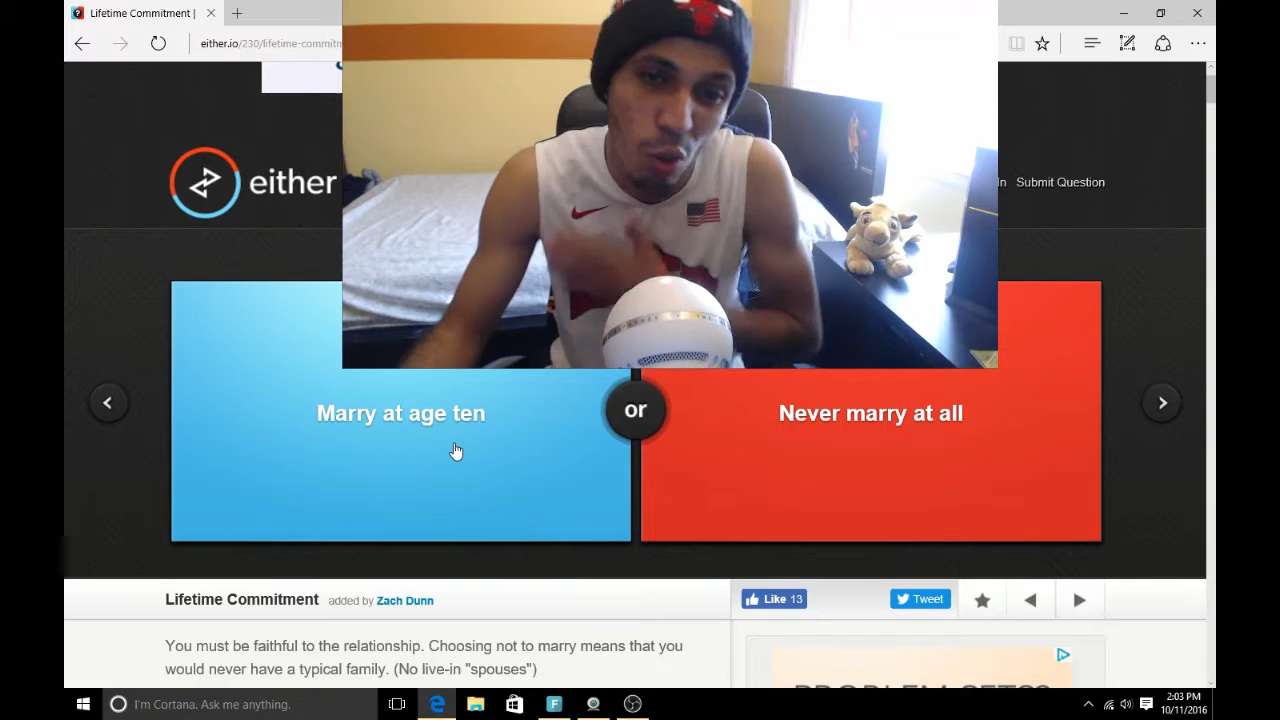 Lifetime Commitment |
either.io/230/lifetime-commitm
either
In
Submit Question
Marry at age ten
or
Never marry at all
Lifetime Commitment added by Zach Dunn
Like 13
Tweet
You must be faithful to the relationship. Choosing not to marry means that you
would never have a typical family. (No live-in "spouses")
I'm Cortana. Ask me anything.
2:03 PM
10/11/2016